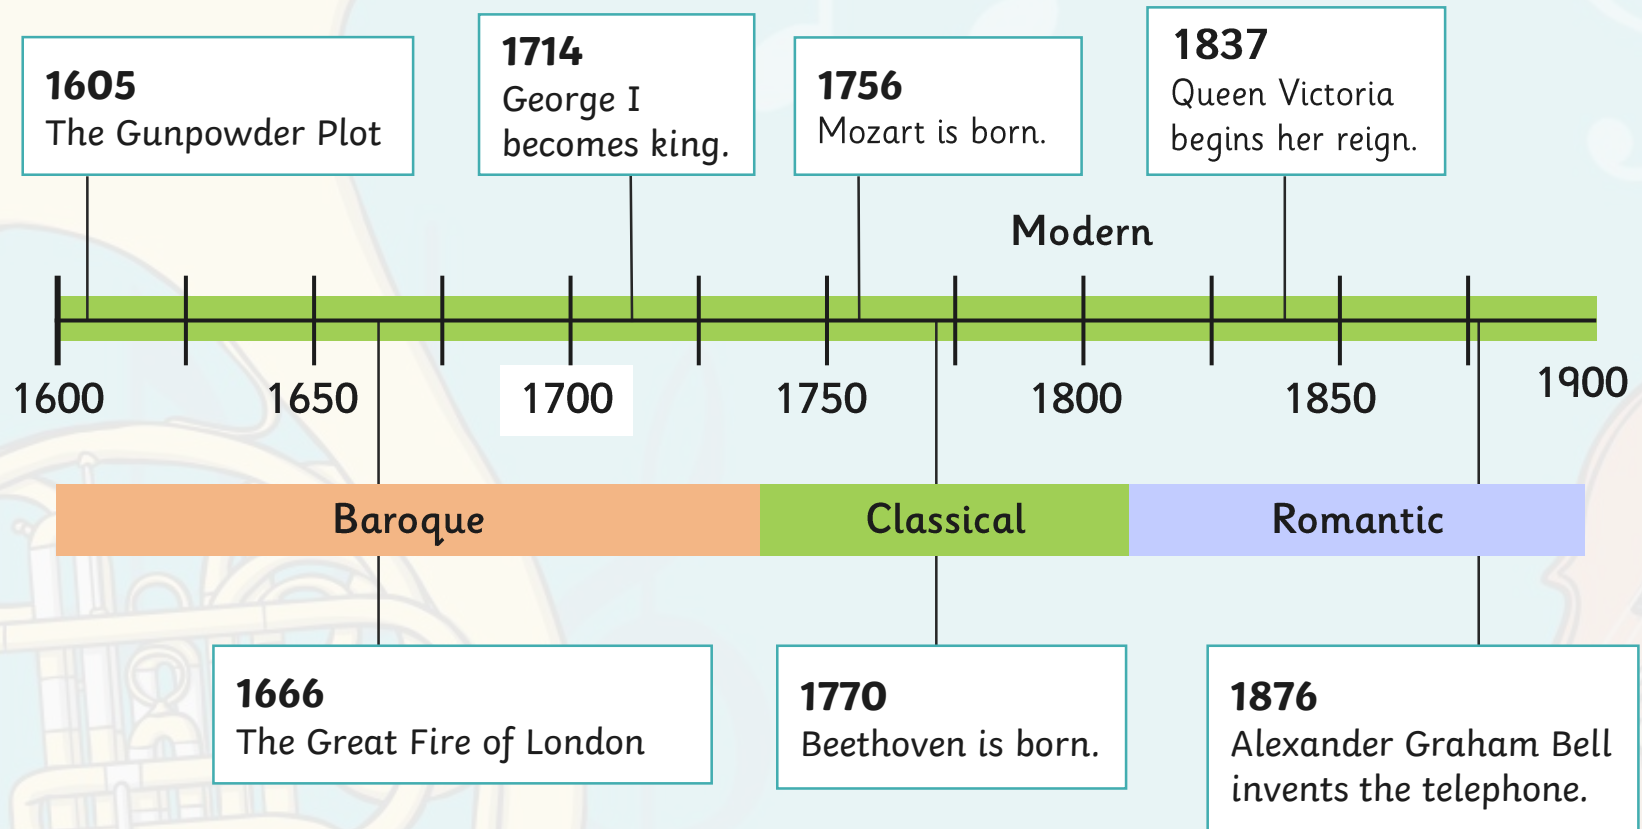 1605
The Gunpowder Plot
1714
George I
becomes king.
1756
Mozart is born.
1837
Queen Victoria
begins her reign.
Modern
1600 1650 1700 1750 1800 1850 1900
Baroque Classical Romantic
1666
The Great Fire of London
1770
Beethoven is born.
1876
Alexander Graham Bell
invents the telephone.